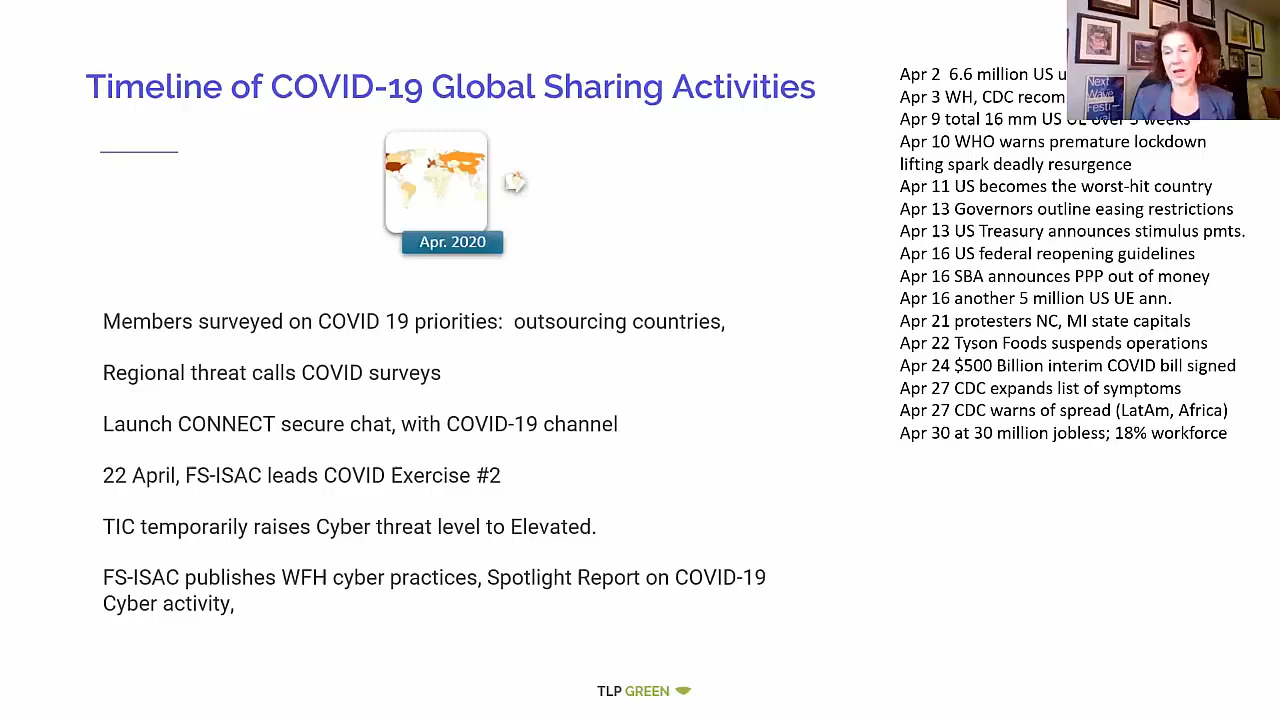 Timeline of COVID-19 Global Sharing Activities
Apr. 2020
Members surveyed on COVID 19 priorities:  outsourcing countries,
Regional threat calls COVID surveys
Launch CONNECT secure chat, with COVID-19 channel
22 April, FS-ISAC leads COVID Exercise #2
TIC temporarily raises Cyber threat level to Elevated.
FS-ISAC publishes WFH cyber practices, Spotlight Report on COVID-19
Cyber activity,
Apr 2  6.6 million US
Apr 3 WH, CDC
Apr 9 total 16 mm US UE over 3 weeks
Apr 10 WHO warns premature lockdown
lifting spark deadly resurgence
Apr 11 US becomes the worst-hit country
Apr 13 Governors outline easing restrictions
Apr 13 US Treasury announces stimulus pmts.
Apr 16 US federal reopening guidelines
Apr 16 SBA announces PPP out of money
Apr 16 another 5 million US UE ann.
Apr 21 protesters NC, MI state capitals
Apr 22 Tyson Foods suspends operations
Apr 24 $500 Billion interim COVID bill signed
Apr 27 CDC expands list of symptoms
Apr 27 CDC warns of spread (LatAm, Africa)
Apr 30 at 30 million jobless; 18% workforce
Next
Wave
TLP GREEN